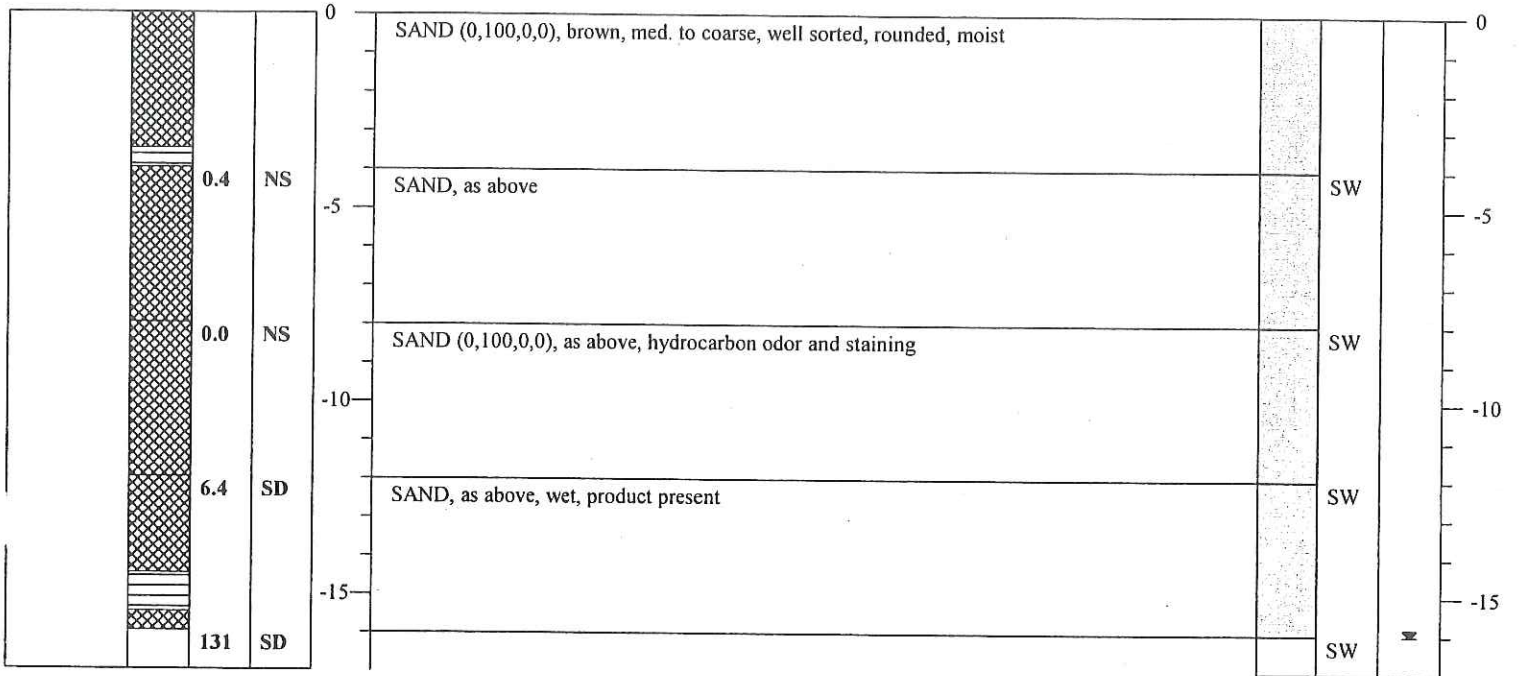 0 SAND (0,100,0,0), brown, med. to coarse, well sorted, rounded, moist 0
0.4 NS SAND, as above SW
-5 -5
0.0 NS SAND (0,100,0,0), as above, hydrocarbon odor and staining SW
-10 -10
6.4 SD SAND, as above, wet, product present SW
-15 -15
131 SD SW